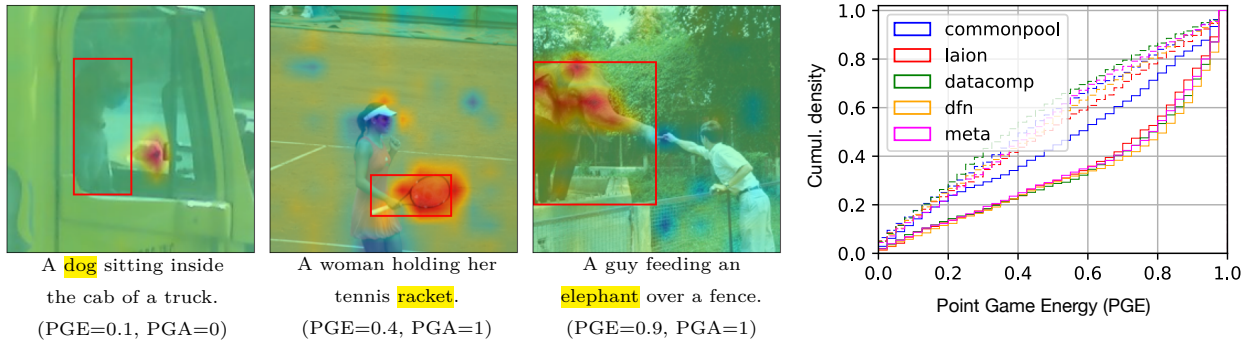 A dog sitting inside
the cab of a truck.
(PGE=0.1, PGA=0)
A woman holding her
tennis racket.
(PGE=0.4, PGA=1)
A guy feeding an
elephant over a fence.
(PGE=0.9, PGA=1)
Cumul. density
1.0
0.8
0.6
0.4
0.2
0.0
commonpool
laion
datacomp
dfn
meta
0.0 0.2 0.4 0.6 0.8 1.0
Point Game Energy (PGE)